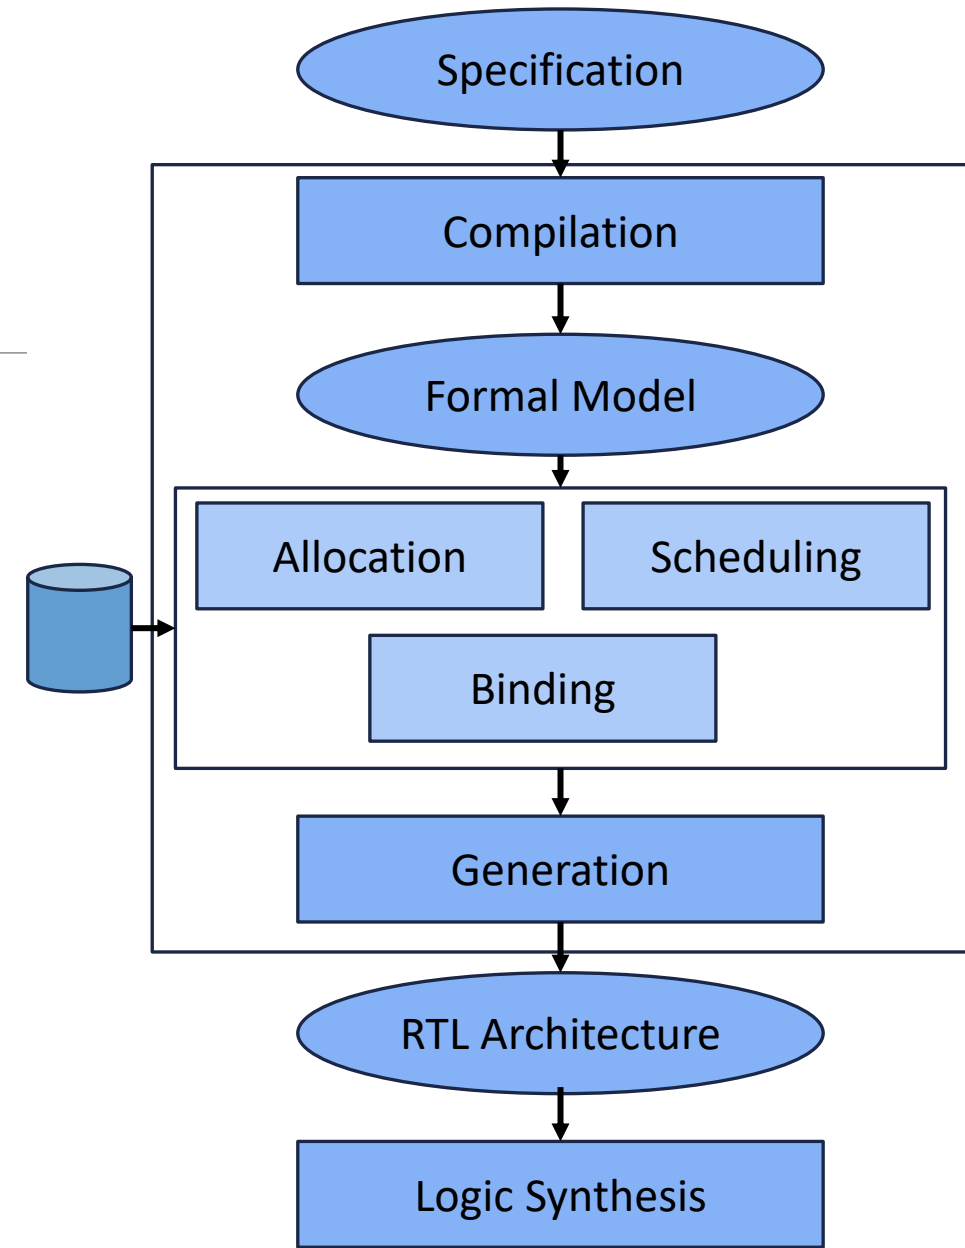 Specification
Compilation
Formal Model
Allocation
Scheduling
Binding
Generation
RTL Architecture
Logic Synthesis